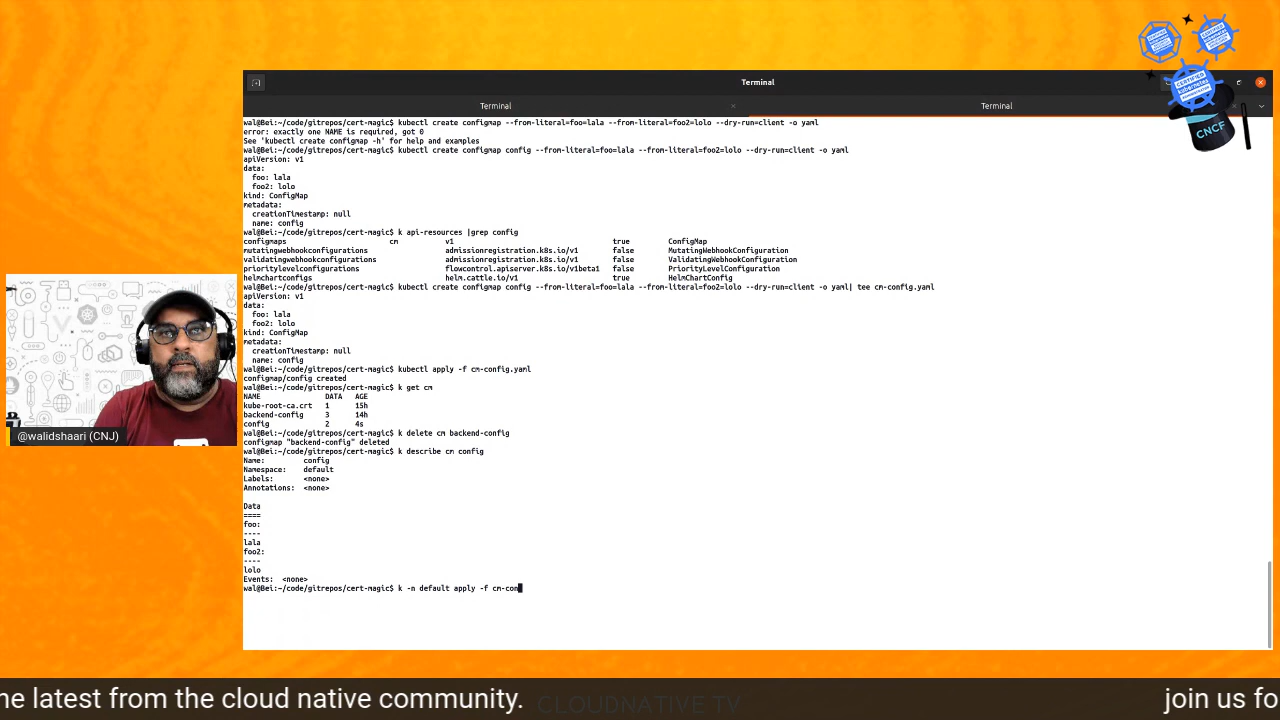 Terminal
Terminal
Terminal
wal@Bei:~/code/gitrepos/cert-magic$ kubectl create configmap --from-literal=foo=lala --from-literal=foo2=lolo --dry-run=client -o yaml
error: exactly one NAME is required, got 0
See 'kubectl create configmap -h' for help and examples
wal@Bei:~/code/gitrepos/cert-magic$ kubectl create configmap config --from-literal=foo=lala --from-literal=foo2=lolo --dry-run=client -o yaml
apiVersion: v1
data:
  foo: lala
  foo2: lolo
kind: ConfigMap
metadata:
  creationTimestamp: null
  name: config
wal@Bei:~/code/gitrepos/cert-magic$ k api-resources |grep config
configmaps cm v1 true ConfigMap
mutatingwebhookconfigurations admissionregistration.k8s.io/v1 false MutatingWebhookConfiguration
validatingwebhookconfigurations admissionregistration.k8s.io/v1 false ValidatingWebhookConfiguration
prioritylevelconfigurations flowcontrol.apiserver.k8s.io/v1beta1 false PriorityLevelConfiguration
helmchartconfigs helm.cattle.io/v1 true HelmChartConfig
wal@Bei:~/code/gitrepos/cert-magic$ kubectl create configmap config --from-literal=foo=lala --from-literal=foo2=lolo --dry-run=client -o yaml| tee cm-config.yaml
apiVersion: v1
data:
  foo: lala
  foo2: lolo
kind: ConfigMap
metadata:
  creationTimestamp: null
  name: config
wal@Bei:~/code/gitrepos/cert-magic$ kubectl apply -f cm-config.yaml
configmap/config created
wal@Bei:~/code/gitrepos/cert-magic$ k get cm
NAME DATA AGE
kube-root-ca.crt 1 15h
backend-config 3 14h
config 2 4s
wal@Bei:~/code/gitrepos/cert-magic$ k delete cm backend-config
configmap "backend-config" deleted
wal@Bei:~/code/gitrepos/cert-magic$ k describe cm config
Name: config
Namespace: default
Labels: <none>
Annotations: <none>
Data
====
foo:
----
lala
foo2:
----
lolo
Events: <none>
wal@Bei:~/code/gitrepos/cert-magic$ k -n default apply -f cm-con
CNCF
@walidshaari (CNJ)
ne latest from the cloud native community.
CLOUDNATIVE TV
join us fo